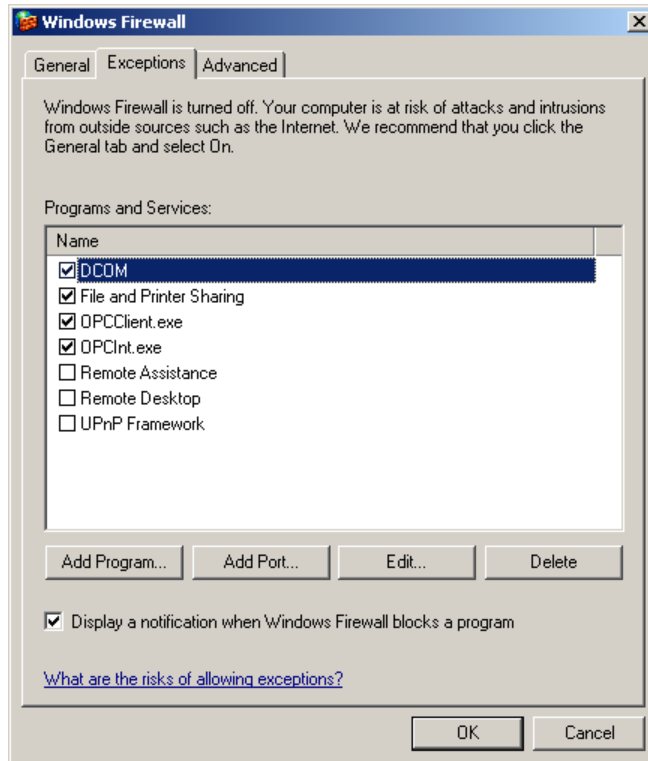 Windows Firewall
General Exceptions Advanced
Windows Firewall is turned off. Your computer is at risk of attacks and intrusions
from outside sources such as the Internet. We recommend that you click the
General tab and select On.
Programs and Services:
Name
DCOM
File and Printer Sharing
OPCClient.exe
OPCInt.exe
Remote Assistance
Remote Desktop
UPnP Framework
Add Program... Add Port... Edit... Delete
Display a notification when Windows Firewall blocks a program
What are the risks of allowing exceptions?
OK Cancel